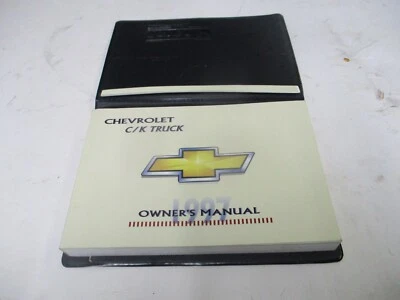 CHEVROLET
C/K TRUCK
1997
OWNER'S MANUAL